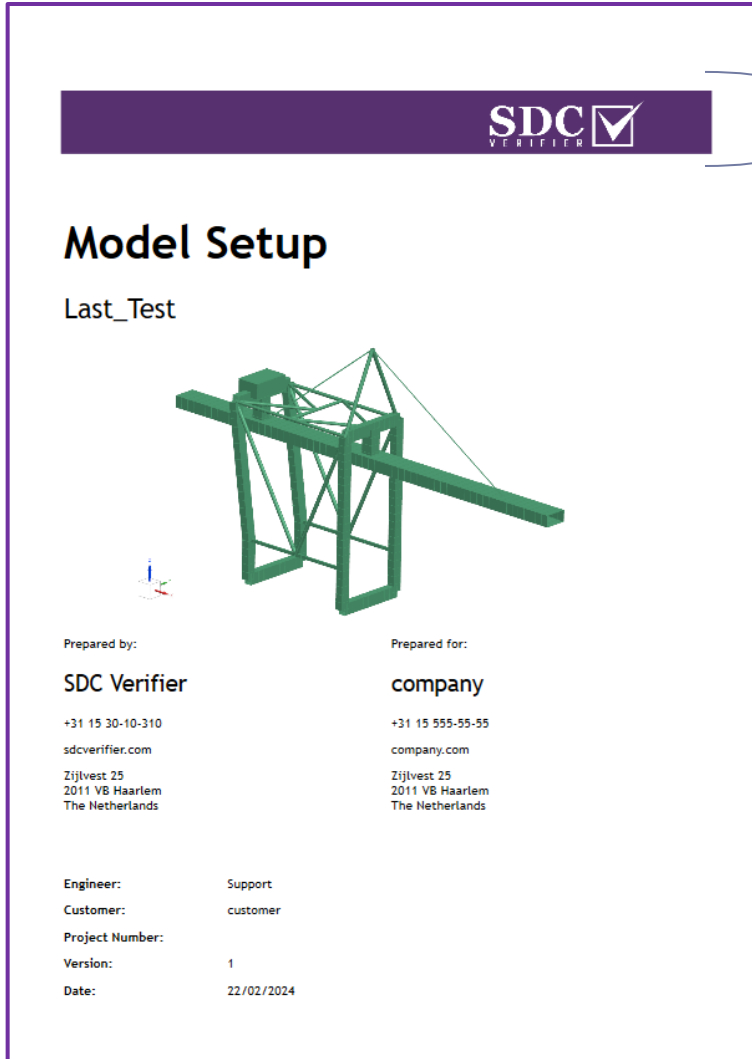 SDC
VERIFIER
Model Setup
Last_Test
Prepared by:
SDC Verifier
+31 15 30-10-310
sdcverifier.com
Zijlvest 25
2011 VB Haarlem
The Netherlands
Prepared for:
company
+31 15 555-55-55
company.com
Zijlvest 25
2011 VB Haarlem
The Netherlands
Engineer: Support
Customer: customer
Project Number:
Version: 1
Date: 22/02/2024